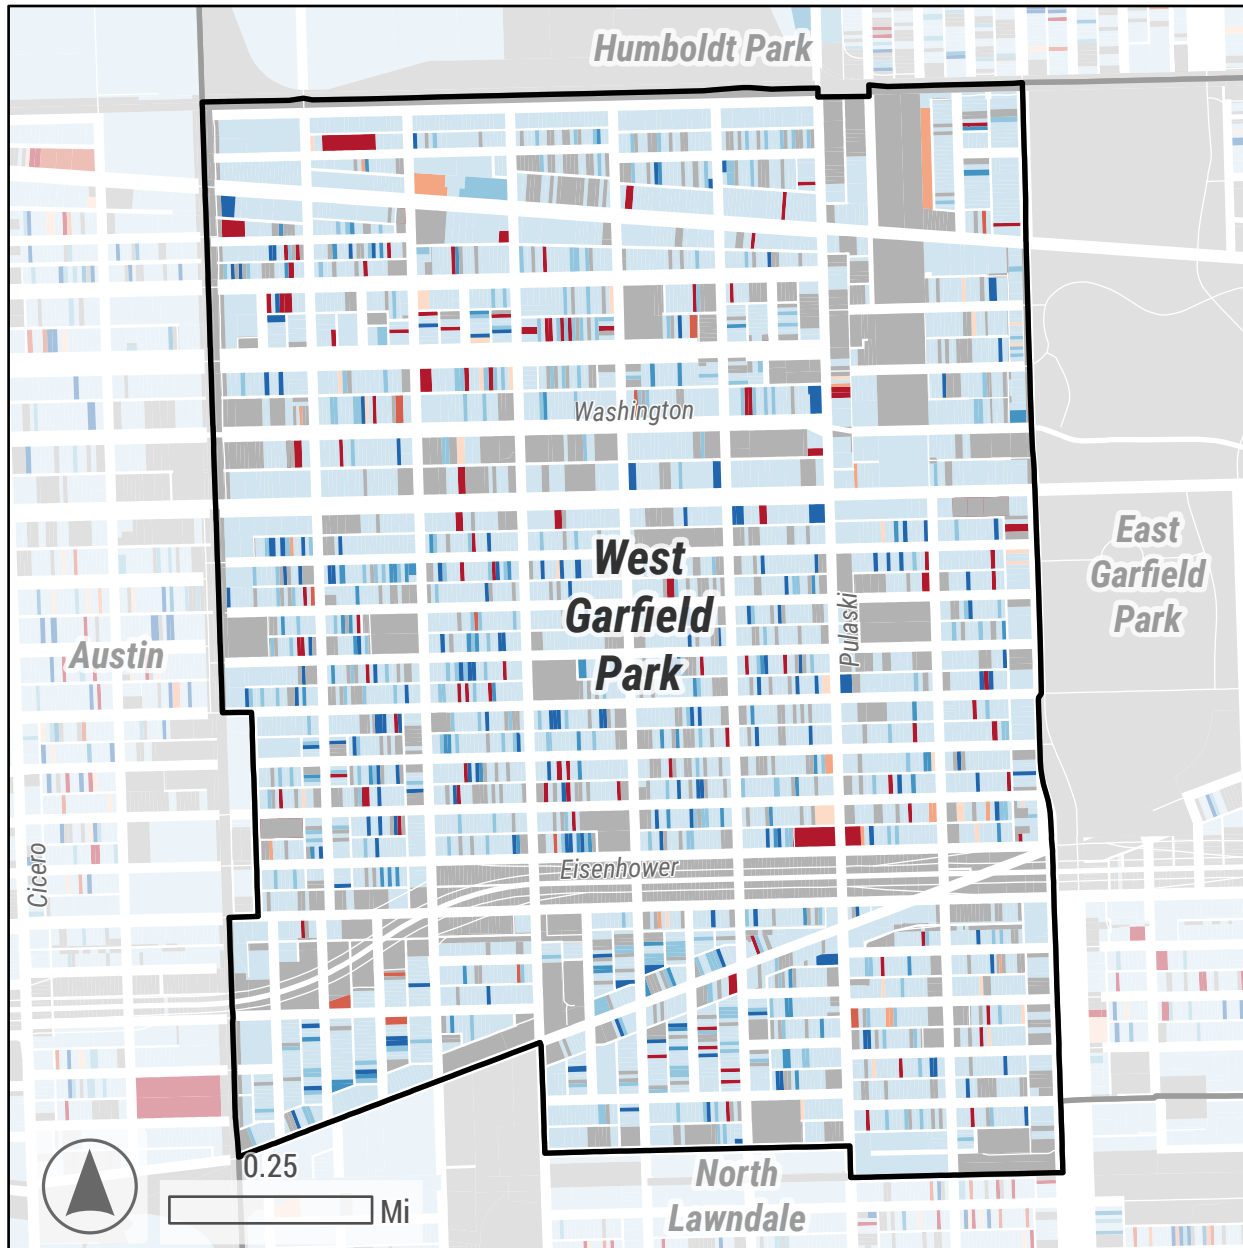 Humboldt Park
Washington
West
Garfield
Park
East
Garfield
Park
Pulaski
Austin
Cicero
Eisenhower
0.25
Mi
North
Lawndale